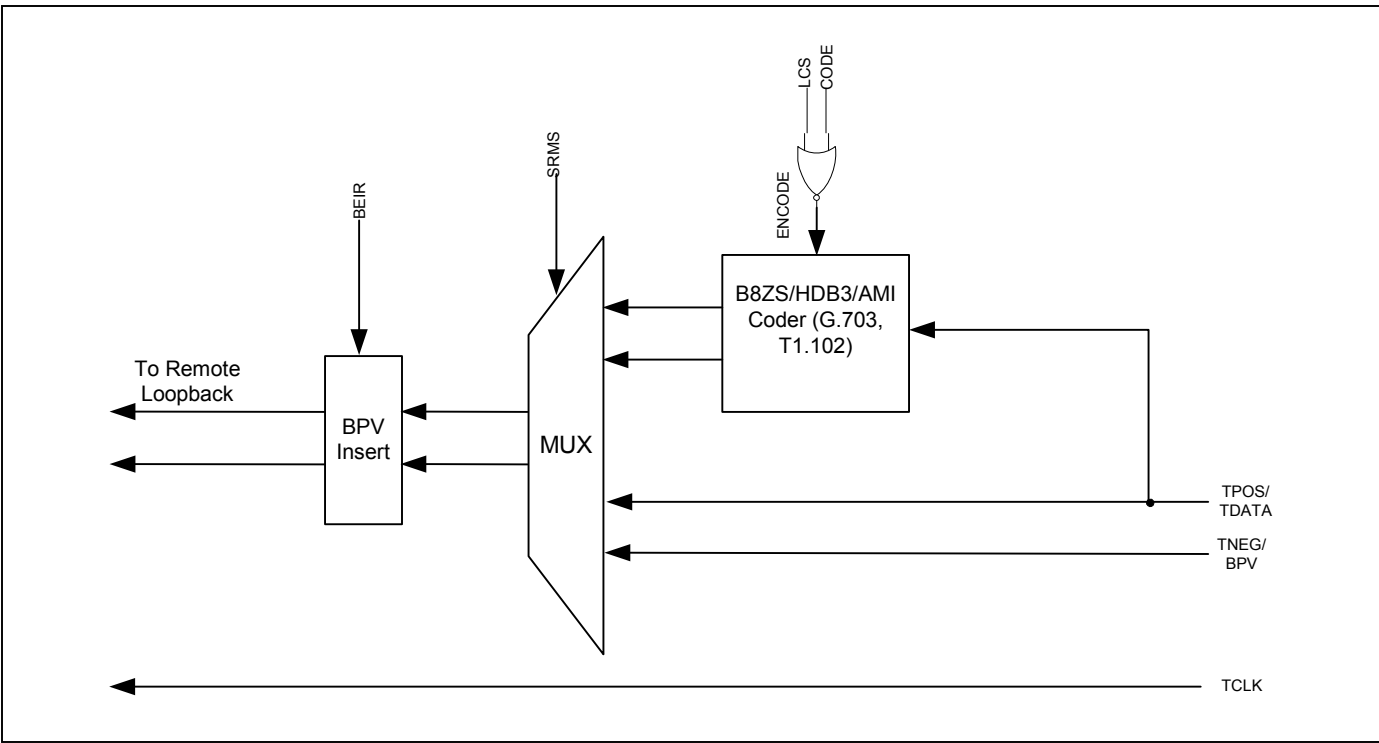 LCS
CODE
SRMS
BEIR
ENCODE
B8ZS/HDB3/AMI
Coder (G.703,
T1.102)
To Remote
Loopback
BPV
Insert
MUX
TPOS/
TDATA
TNEG/
BPV
TCLK